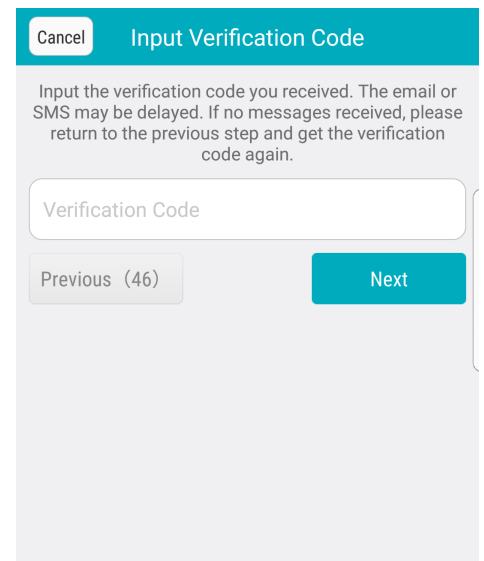 Cancel Input Verification Code
Input the verification code you received. The email or
SMS may be delayed. If no messages received, please
return to the previous step and get the verification
code again.
Verification Code
Previous（46） Next